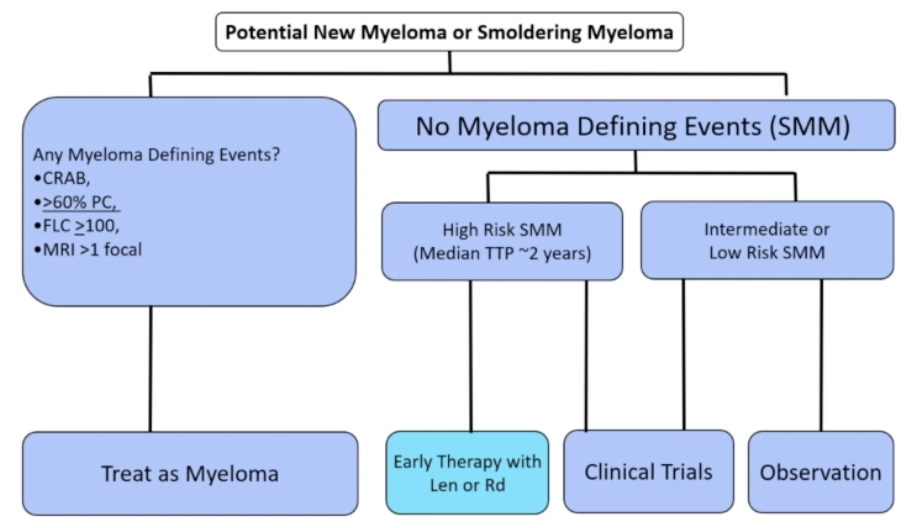 Potential New Myeloma or Smoldering Myeloma
Any Myeloma Defining Events?
•CRAB,
•>60% PC,
•FLC ≥100,
•MRI >1 focal
No Myeloma Defining Events (SMM)
High Risk SMM
(Median TTP ~2 years)
Intermediate or
Low Risk SMM
Treat as Myeloma
Early Therapy with
Len or Rd
Clinical Trials
Observation